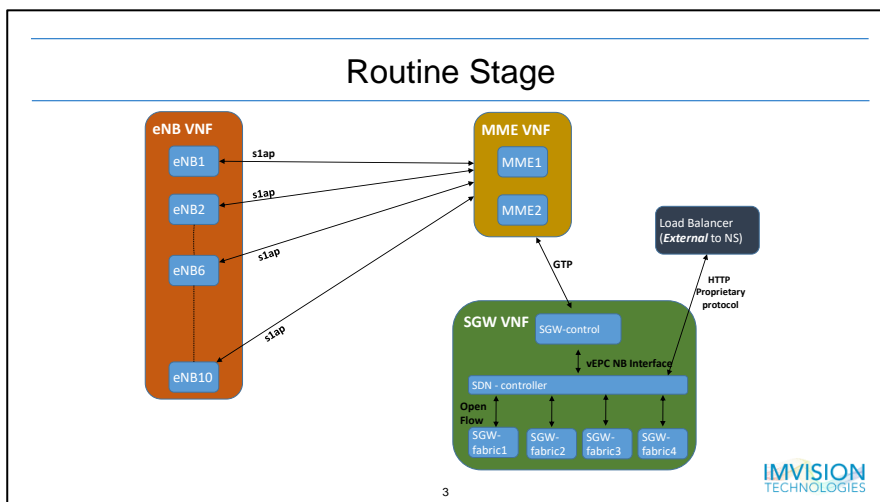 Routine Stage
eNB VNF
eNB1
eNB2
eNB6
eNB10
s1ap
s1ap
s1ap
s1ap
MME VNF
MME1
MME2
GTP
Load Balancer
(External to NS)
HTTP
Proprietary
protocol
SGW VNF
SGW-control
vEPC NB Interface
SDN - controller
Open
Flow
SGW-
fabric1
SGW-
fabric2
SGW-
fabric3
SGW-
fabric4
3
IMVISION
TECHNOLOGIES